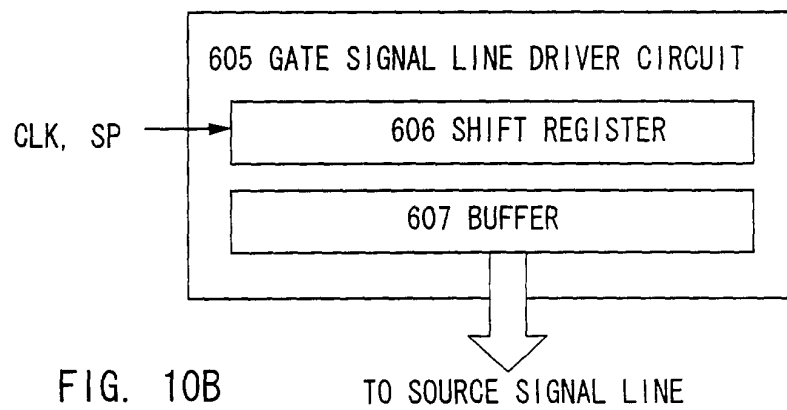 605 GATE SIGNAL LINE DRIVER CIRCUIT
CLK, SP
606 SHIFT REGISTER
607 BUFFER
FIG. 10B
TO SOURCE SIGNAL LINE